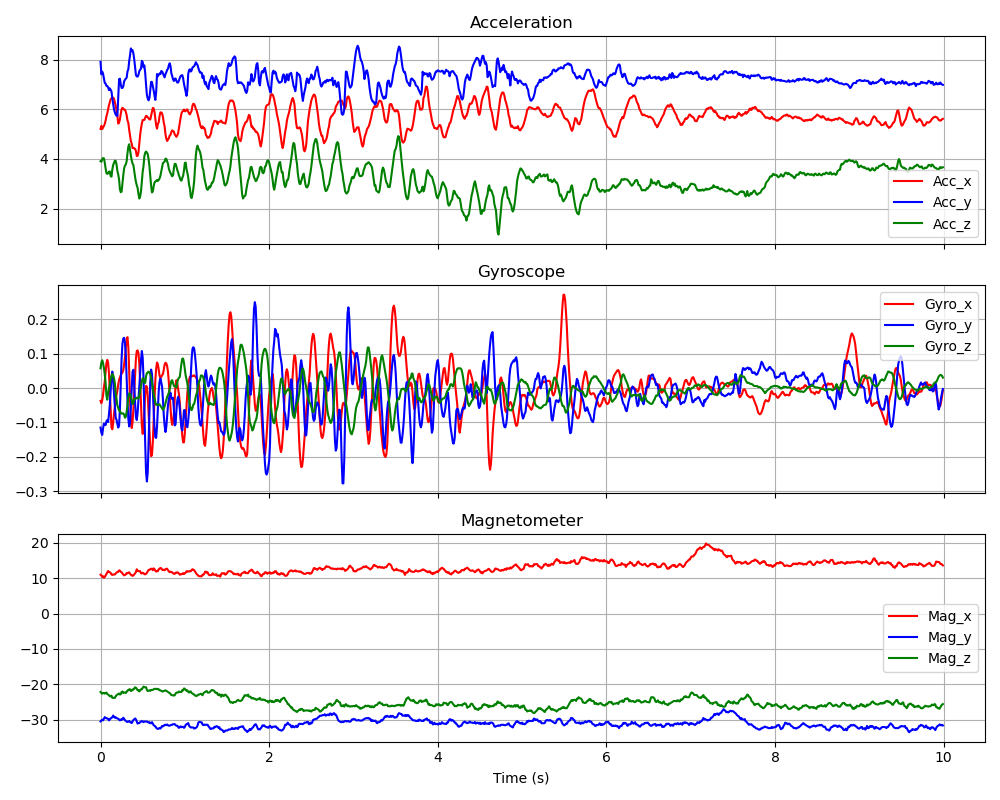 Acceleration
8
6
4
2
Acc_x
Acc_y
Acc_z
Gyroscope
0.2
0.1
0.0
−0.1
−0.2
−0.3
Gyro_x
Gyro_y
Gyro_z
Magnetometer
20
10
0
−10
−20
−30
Mag_x
Mag_y
Mag_z
0 2 4 6 8 10
Time (s)